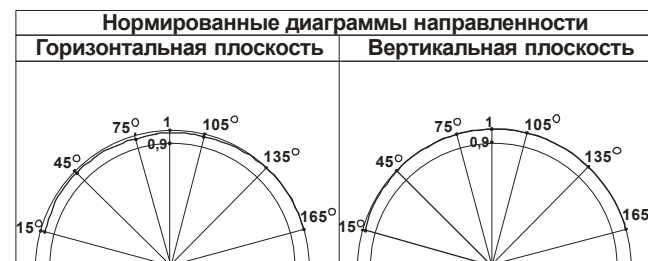 Нормированные диаграммы направленности
Горизонтальная плоскость Вертикальная плоскость
75° 1 105° 75° 1 105°
0,9 0,9
45° 135° 45° 135°
15° 165° 15° 165